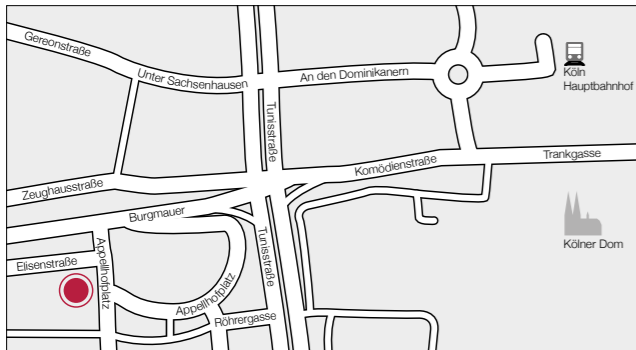 Gereonstraße
Unter Sachsenhausen
An den Dominikanern
Köln
Hauptbahnhof
Tunisstraße
Komödienstraße
Trankgasse
Zeughausstraße
Burgmauer
Kölner Dom
Elisenstraße
Appellhofplatz
Appellhofplatz
Tunisstraße
Röhrergasse